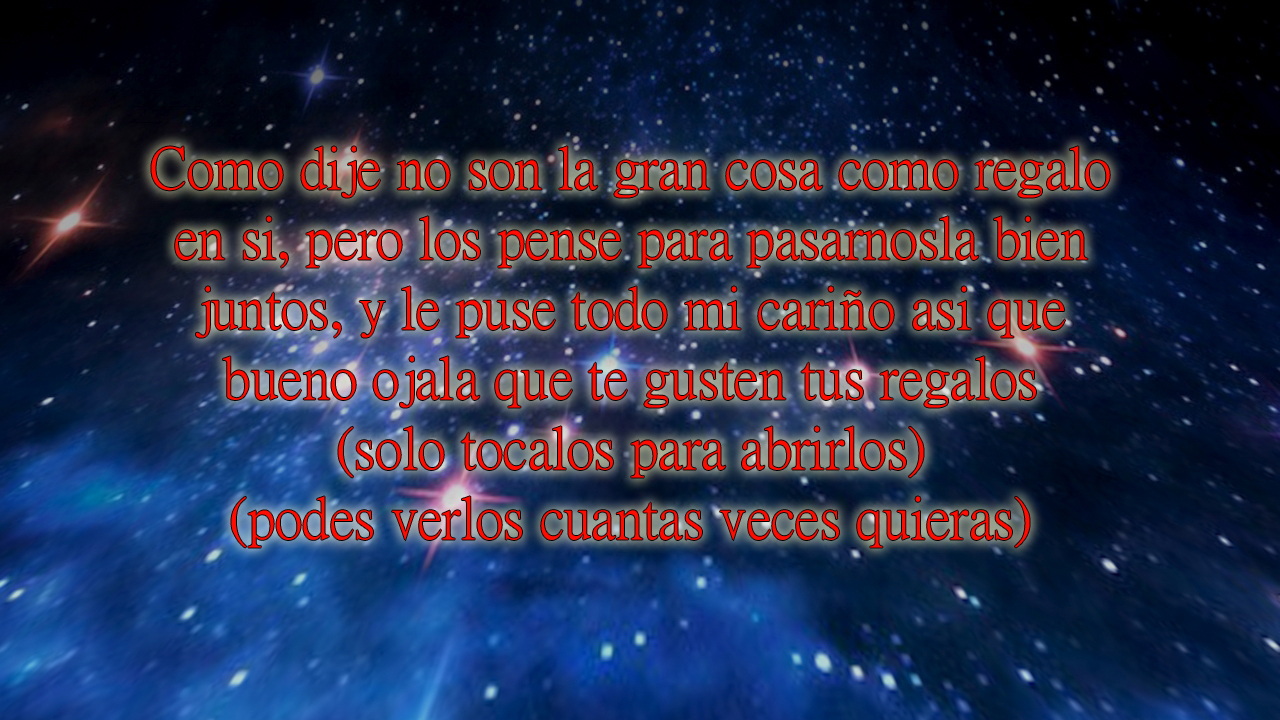 Como dije no son la gran cosa como regalo
en si, pero los pense para pasarnosla bien
juntos, y le puse todo mi cariño asi que
bueno ojala que te gusten tus regalos
(solo tocalos para abrirlos)
(podes verlos cuantas veces quieras)